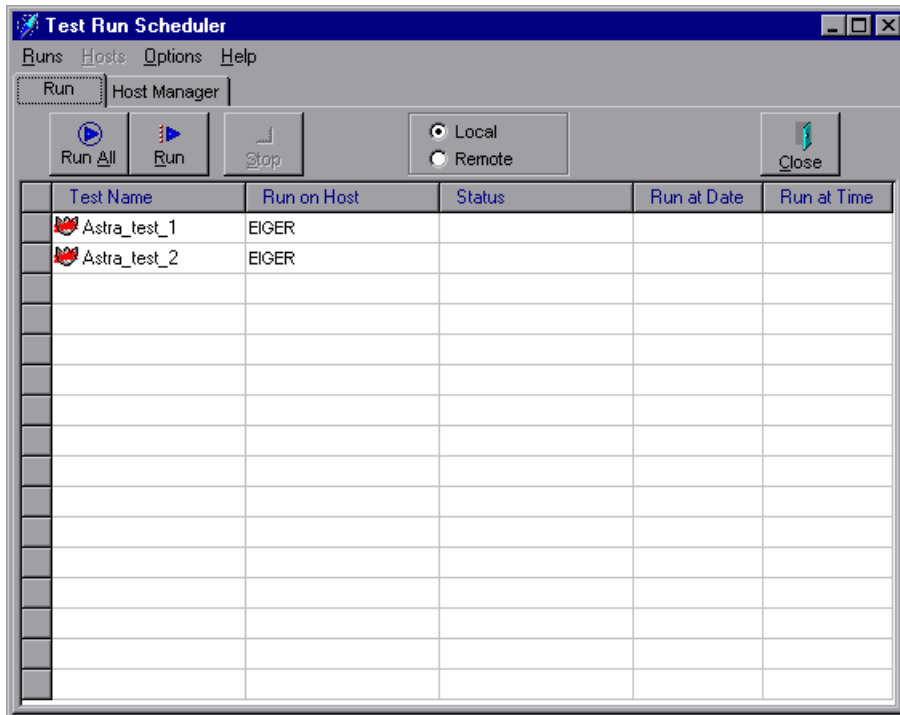 Test Run Scheduler
Runs Hosts Options Help
Run Host Manager
Run All Run Stop Local Remote Close
Test Name Run on Host Status Run at Date Run at Time
Astra_test_1 EIGER
Astra_test_2 EIGER